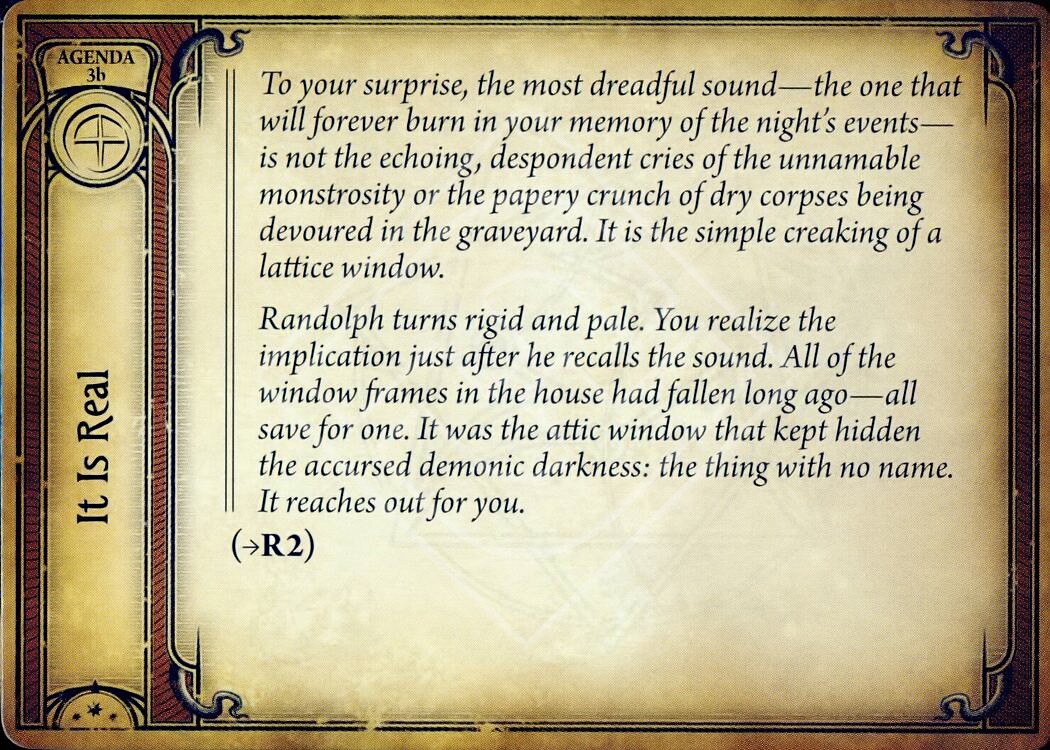 AGENDA
3b
It Is Real
To your surprise, the most dreadful sound—the one that
will forever burn in your memory of the night's events—
is not the echoing, despondent cries of the unnamable
monstrosity or the papery crunch of dry corpses being
devoured in the graveyard. It is the simple creaking of a
lattice window.
Randolph turns rigid and pale. You realize the
implication just after he recalls the sound. All of the
window frames in the house had fallen long ago—all
save for one. It was the attic window that kept hidden
the accursed demonic darkness: the thing with no name.
It reaches out for you.
(→R2)